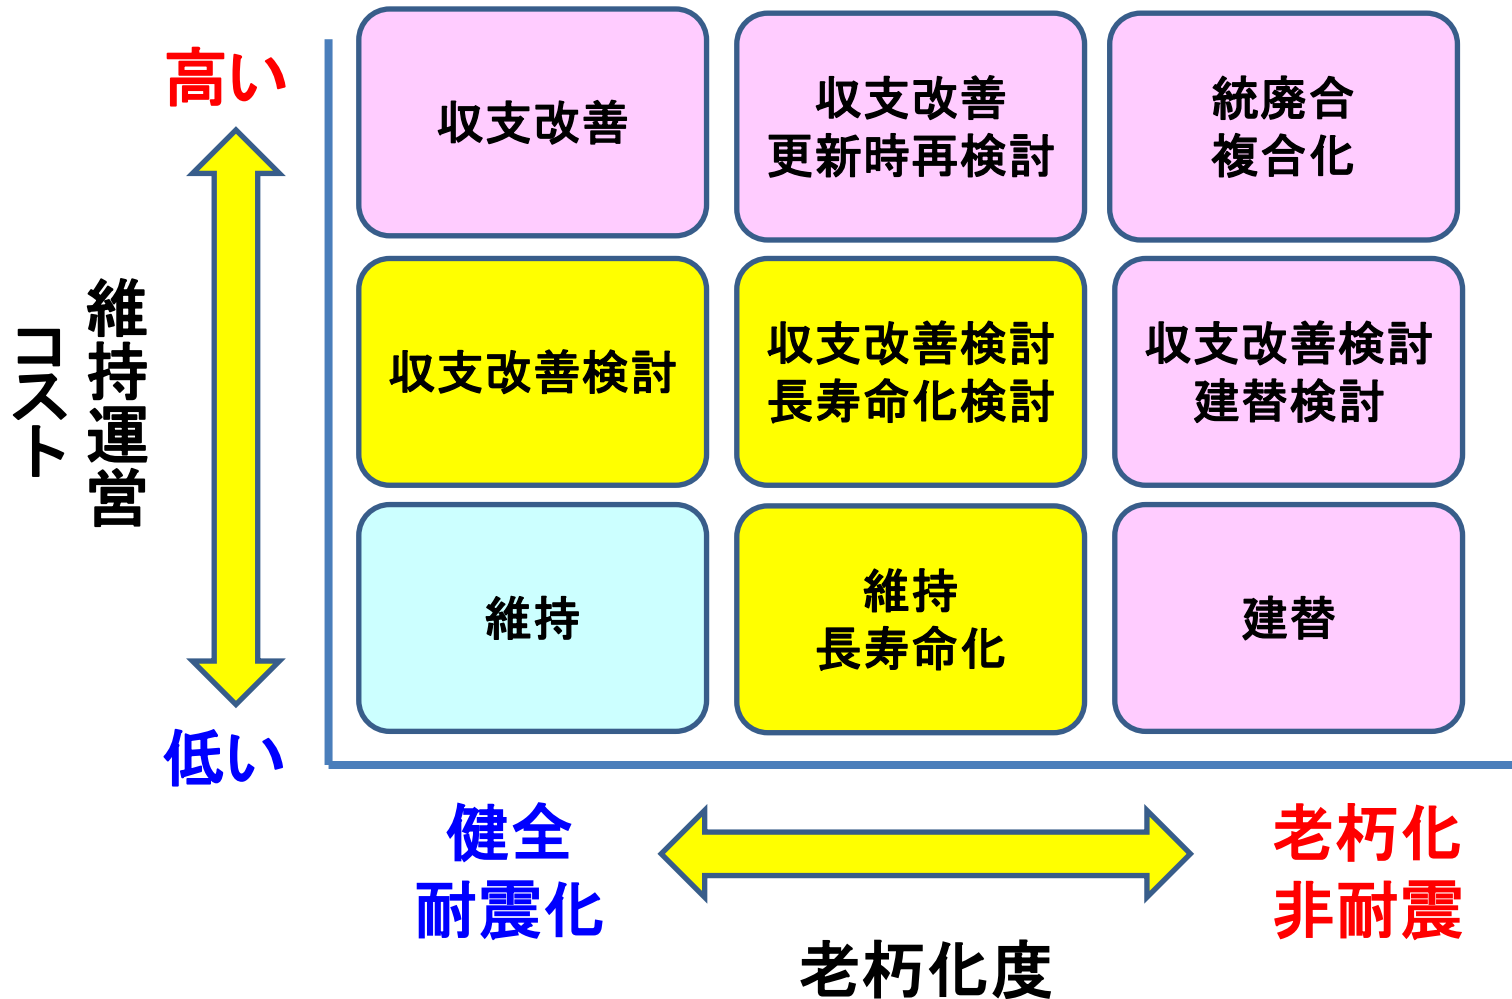 高い
維持運営
コスト
低い
収支改善
収支改善
更新時再検討
統廃合
複合化
収支改善検討
収支改善検討
長寿命化検討
収支改善検討
建替検討
維持
維持
長寿命化
建替
健全
耐震化
老朽化
非耐震
老朽化度